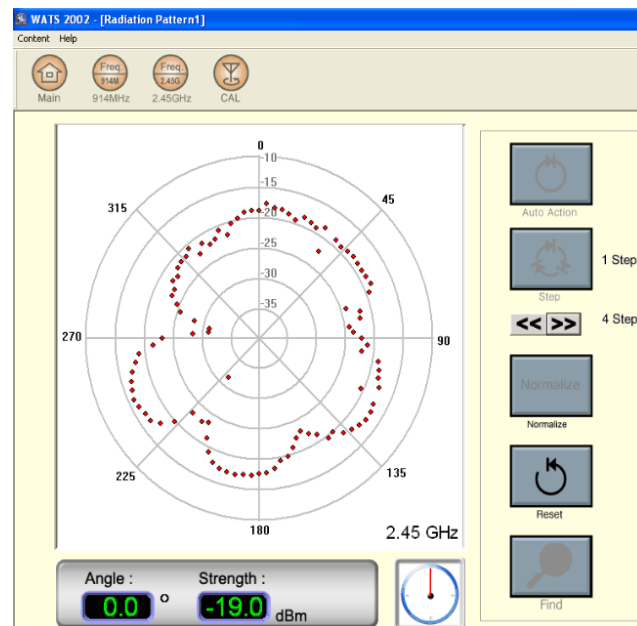 WATS 2002 - [Radiation Pattern1]
Content Help
Freq. 914M
Freq 2.45G
Main 914MHz 2.45GHz CAL
0
-10
-15
-20
-25
-30
-35
45
90
135
180
225
270
315
2.45 GHz
Auto Action
1 Step
Step
<< >> 4 Step
Normalize
Normalize
Reset
Find
Angle : Strength :
0.0 o -19.0 dBm